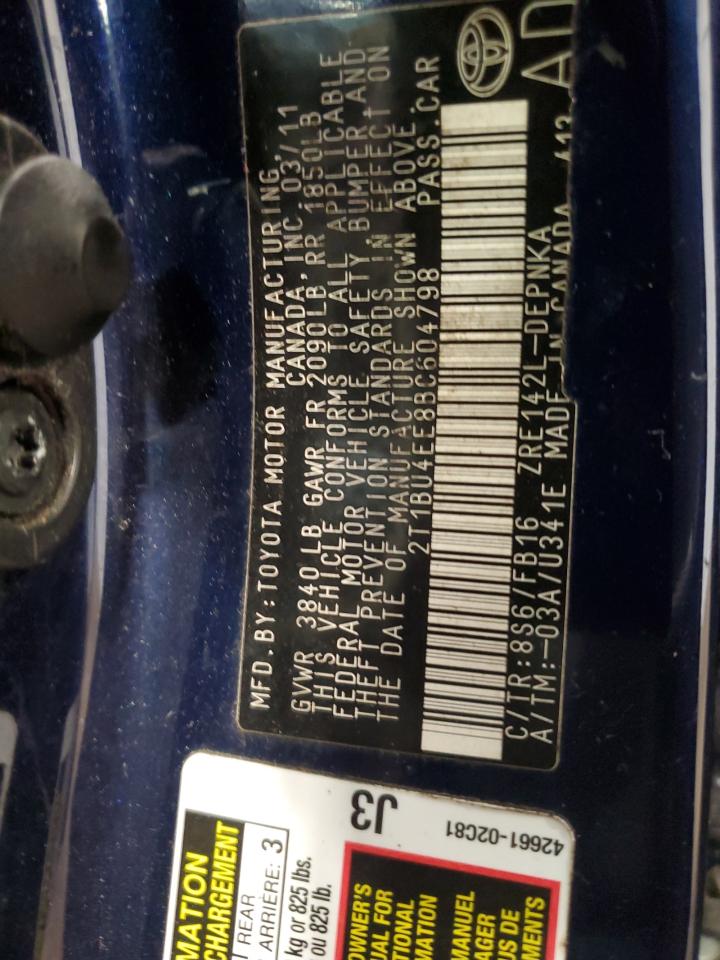 MFD.BY:TOYOTA MOTOR MANUFACTURING,
CANADA, INC. 03/11
GVWR 3840 LB GAWR FR 2090LB RR 1850LB
THIS VEHICLE CONFORMS TO ALL APPLICABLE
FEDERAL MOTOR VEHICLE SAFETY, BUMPER AND
THEFT PREVENTION STANDARDS IN EFFECT ON
THE DATE OF MANUFACTURE SHOWN ABOVE.
2T1BU4EE8BC604798 PASS.CAR
C/TR:8S6/FB16 ZRE142L-DEPNKA
A/TM:-03A/U341E MADE IN CANADA 413 AD
J3
42661-02C81
MATION
CHARGEMENT
REAR
ARRIÈRE: 3
kg or 825 lbs.
ou 825 lb.
OWNER'S
UAL FOR
TIONAL
MATION
MANUEL
AGER
US DE
MENTS